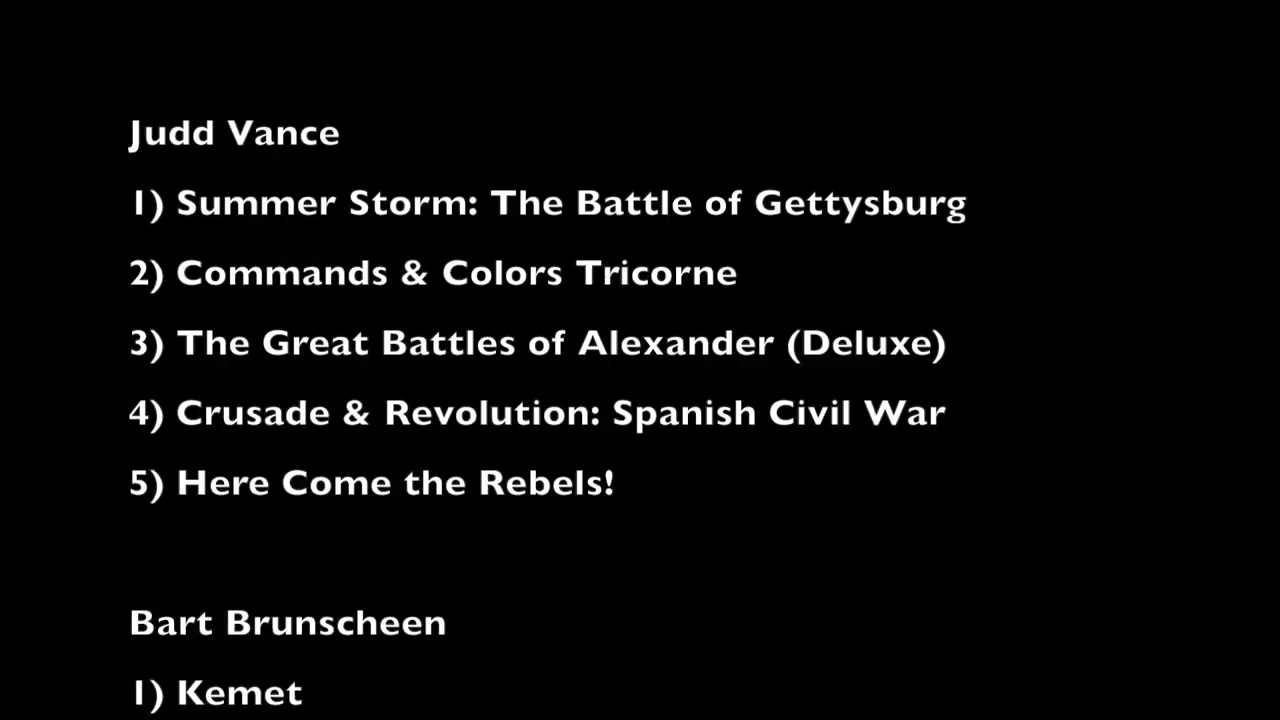 Judd Vance
1) Summer Storm: The Battle of Gettysburg
2) Commands & Colors Tricorne
3) The Great Battles of Alexander (Deluxe)
4) Crusade & Revolution: Spanish Civil War
5) Here Come the Rebels!
Bart Brunscheen
1) Kemet